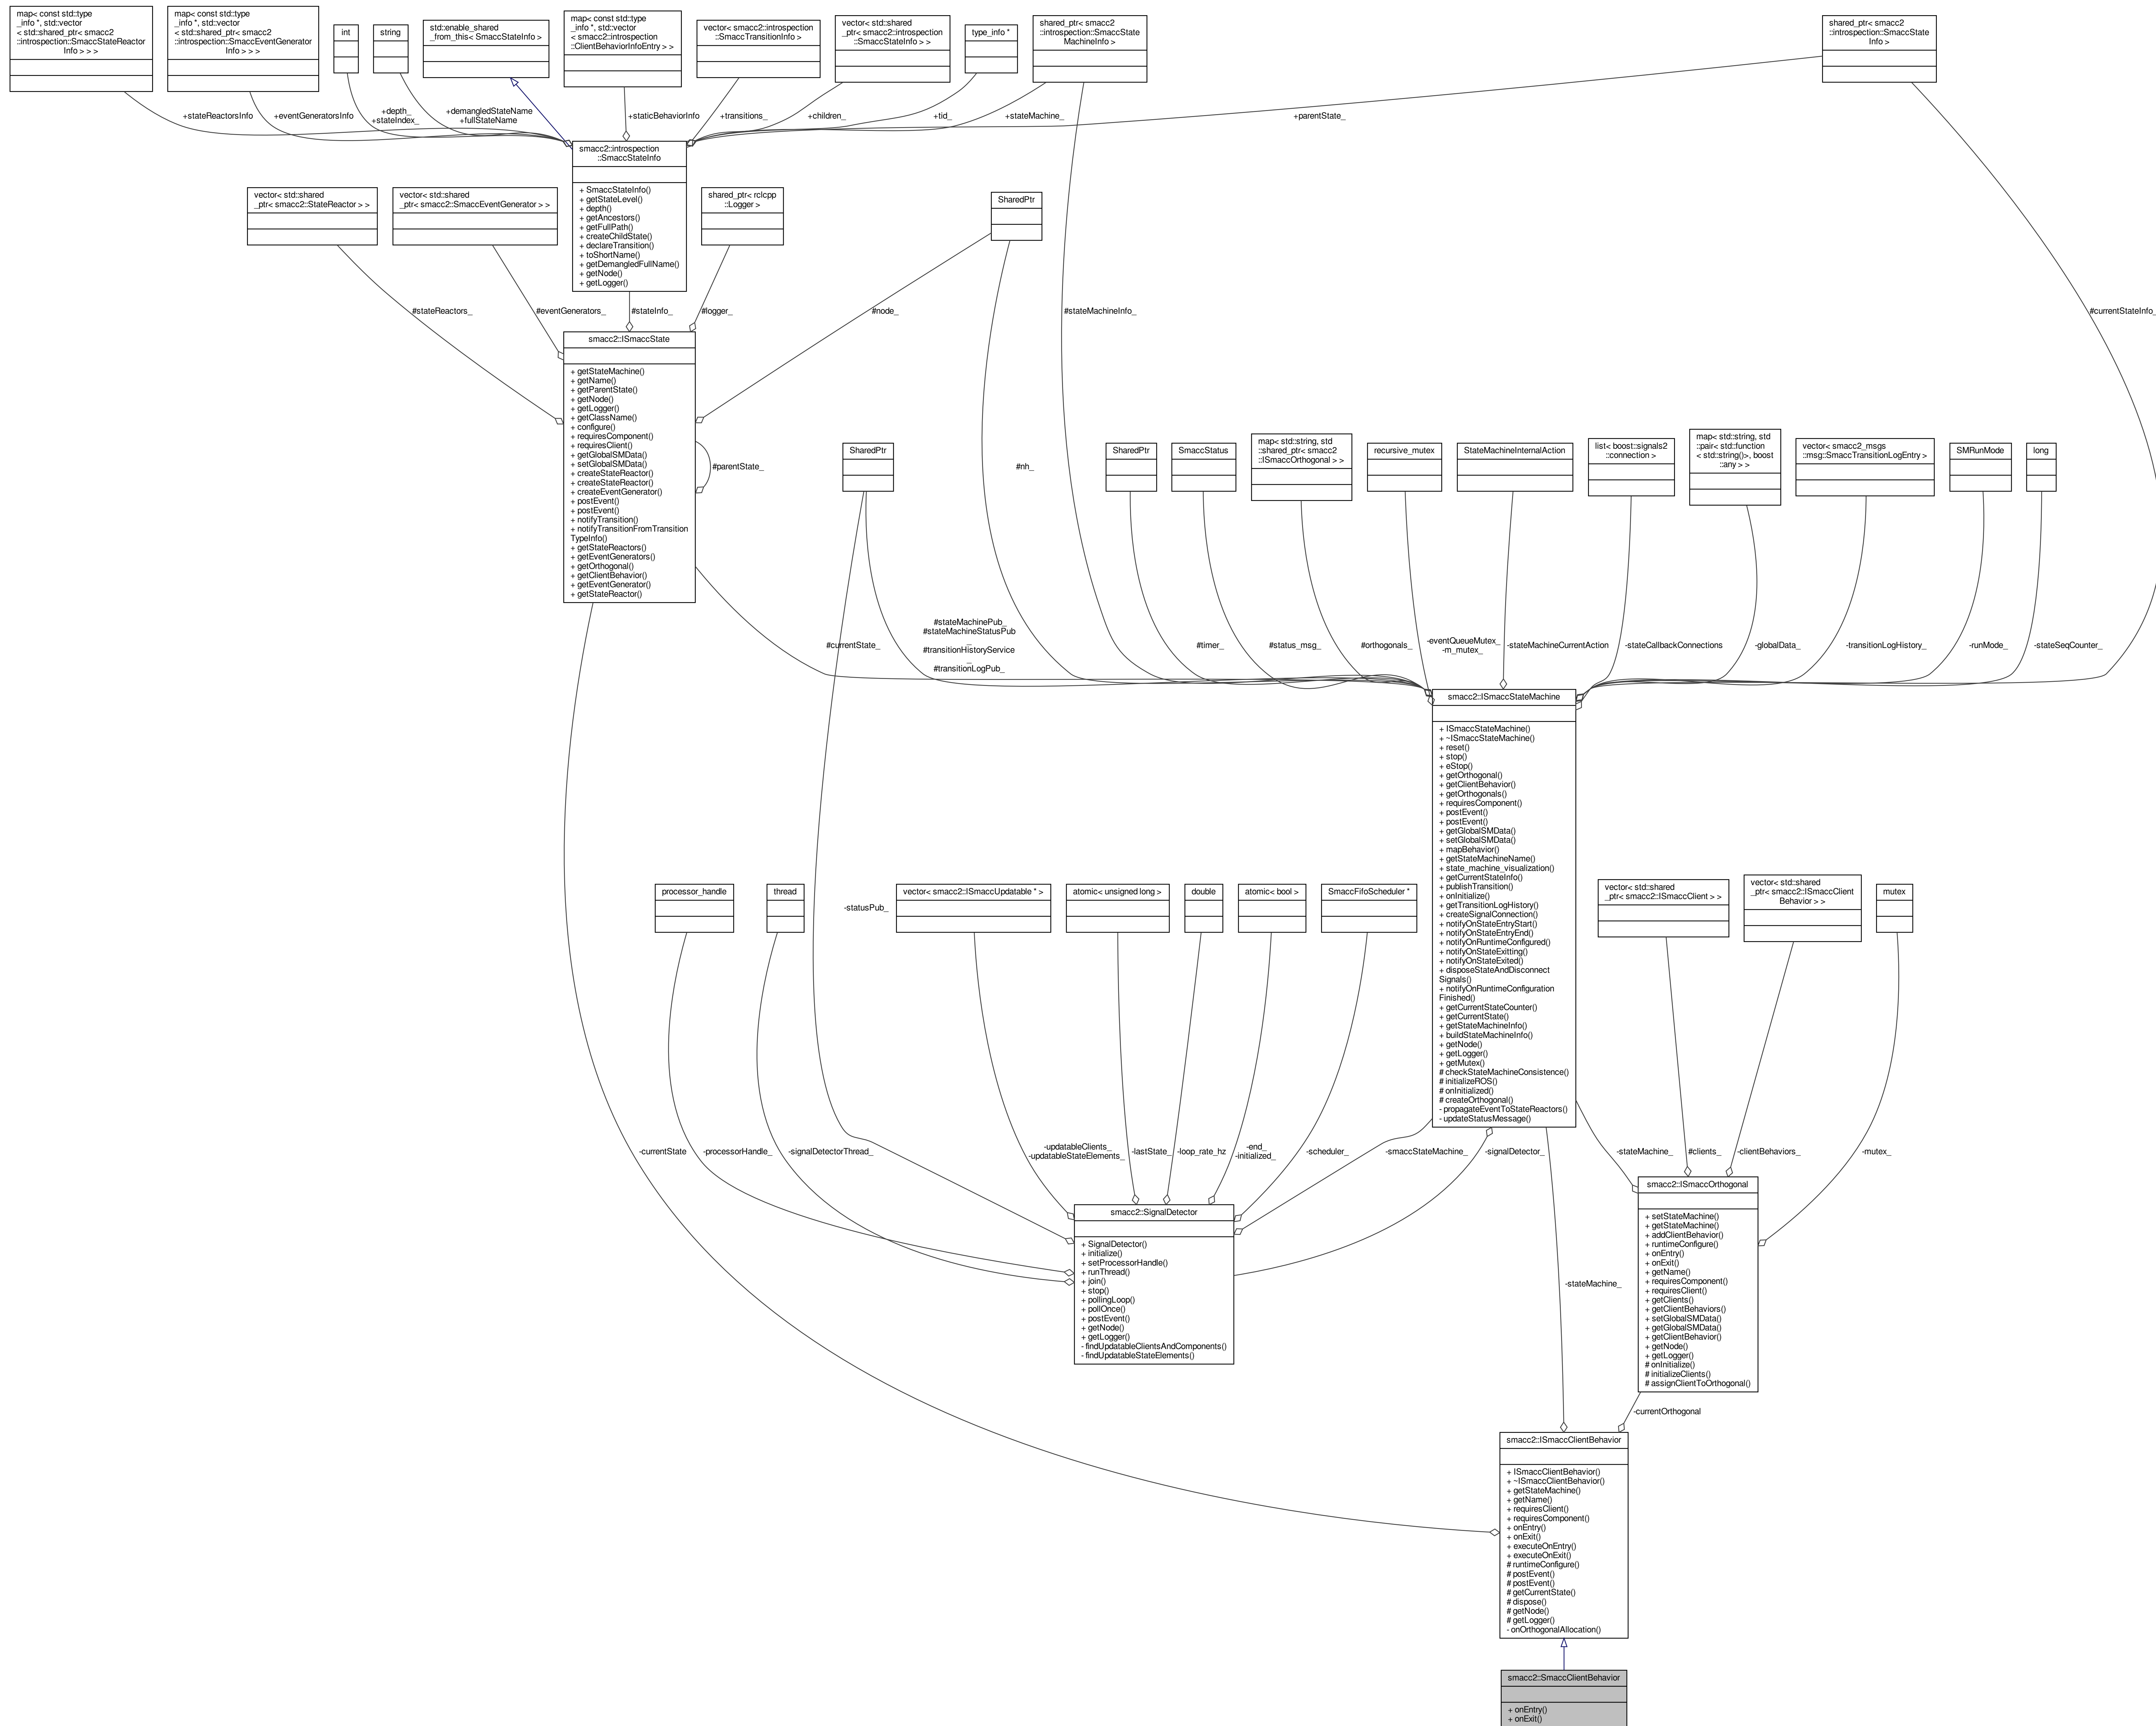 map< const std::type
_info *, std::vector
< std::shared_ptr< smacc2
::introspection::SmaccStateReactor
Info > > >
map< const std::type
_info *, std::vector
< std::shared_ptr< smacc2
::introspection::SmaccEventGenerator
Info > > >
int
string
std::enable_shared
_from_this< SmaccStateInfo >
map< const std::type
_info *, std::vector
< smacc2::introspection
::ClientBehaviorInfoEntry > >
vector< smacc2::introspection
::SmaccTransitionInfo >
vector< std::shared
_ptr< smacc2::introspection
::SmaccStateInfo > >
type_info *
shared_ptr< smacc2
::introspection::SmaccState
MachineInfo >
shared_ptr< smacc2
::introspection::SmaccState
Info >
+stateReactorsInfo
+eventGeneratorsInfo
+depth_
+stateIndex_
+demangledStateName
+fullStateName
+staticBehaviorInfo
+transitions_
+children_
+tid_
+stateMachine_
+parentState_
smacc2::introspection
::SmaccStateInfo
+ SmaccStateInfo()
+ getStateLevel()
+ depth()
+ getAncestors()
+ getFullPath()
+ createChildState()
+ declareTransition()
+ toShortName()
+ getDemangledFullName()
+ getNode()
+ getLogger()
vector< std::shared
_ptr< smacc2::StateReactor > >
vector< std::shared
_ptr< smacc2::SmaccEventGenerator > >
shared_ptr< rclcpp
::Logger >
SharedPtr
#stateReactors_
#eventGenerators_
#stateInfo_
#logger_
#node_
#stateMachineInfo_
#currentStateInfo_
smacc2::ISmaccState
+ getStateMachine()
+ getName()
+ getParentState()
+ getNode()
+ getLogger()
+ getClassName()
+ configure()
+ requiresComponent()
+ requiresClient()
+ getGlobalSMData()
+ setGlobalSMData()
+ createStateReactor()
+ createStateReactor()
+ createEventGenerator()
+ postEvent()
+ postEvent()
+ notifyTransition()
+ notifyTransitionFromTransition
TypeInfo()
+ getStateReactors()
+ getEventGenerators()
+ getOrthogonal()
+ getClientBehavior()
+ getEventGenerator()
+ getStateReactor()
#parentState_
#nh_
SharedPtr
SharedPtr
SmaccStatus
map< std::string, std
::shared_ptr< smacc2
::ISmaccOrthogonal > >
recursive_mutex
StateMachineInternalAction
list< boost::signals2
::connection >
map< std::string, std
::pair< std::function
< std::string()>, boost
::any > >
vector< smacc2_msgs
::msg::SmaccTransitionLogEntry >
SMRunMode
long
#currentState_
#stateMachinePub_
#stateMachineStatusPub
_
#transitionHistoryService
_
#transitionLogPub_
#timer_
#status_msg_
#orthogonals_
-eventQueueMutex_
-m_mutex_
-stateMachineCurrentAction
-stateCallbackConnections
-globalData_
-transitionLogHistory_
-runMode_
-stateSeqCounter_
smacc2::ISmaccStateMachine
+ ISmaccStateMachine()
+ ~ISmaccStateMachine()
+ reset()
+ stop()
+ eStop()
+ getOrthogonal()
+ getClientBehavior()
+ getOrthogonals()
+ requiresComponent()
+ postEvent()
+ postEvent()
+ getGlobalSMData()
+ setGlobalSMData()
+ mapBehavior()
+ getStateMachineName()
+ state_machine_visualization()
+ getCurrentStateInfo()
+ publishTransition()
+ onInitialize()
+ getTransitionLogHistory()
+ createSignalConnection()
+ notifyOnStateEntryStart()
+ notifyOnStateEntryEnd()
+ notifyOnRuntimeConfigured()
+ notifyOnStateExitting()
+ notifyOnStateExited()
+ disposeStateAndDisconnect
Signals()
+ notifyOnRuntimeConfiguration
Finished()
+ getCurrentStateCounter()
+ getCurrentState()
+ getStateMachineInfo()
+ buildStateMachineInfo()
+ getNode()
+ getLogger()
+ getMutex()
# checkStateMachineConsistence()
# initializeROS()
# onInitialized()
# createOrthogonal()
- propagateEventToStateReactors()
- updateStatusMessage()
processor_handle
thread
-statusPub_
vector< smacc2::ISmaccUpdatable * >
atomic< unsigned long >
double
atomic< bool >
SmaccFifoScheduler *
vector< std::shared
_ptr< smacc2::ISmaccClient > >
vector< std::shared
_ptr< smacc2::ISmaccClient
Behavior > >
mutex
-currentState
-processorHandle_
-signalDetectorThread_
-updatableClients_
-updatableStateElements_
-lastState_
-loop_rate_hz
-end_
-initialized_
-scheduler_
-smaccStateMachine_
-signalDetector_
-stateMachine_
#clients_
-clientBehaviors_
-mutex_
smacc2::SignalDetector
+ SignalDetector()
+ initialize()
+ setProcessorHandle()
+ runThread()
+ join()
+ stop()
+ pollingLoop()
+ pollOnce()
+ postEvent()
+ getNode()
+ getLogger()
- findUpdatableClientsAndComponents()
- findUpdatableStateElements()
smacc2::ISmaccOrthogonal
+ setStateMachine()
+ getStateMachine()
+ addClientBehavior()
+ runtimeConfigure()
+ onEntry()
+ onExit()
+ getName()
+ requiresComponent()
+ requiresClient()
+ getClients()
+ getClientBehaviors()
+ setGlobalSMData()
+ getGlobalSMData()
+ getClientBehavior()
+ getNode()
+ getLogger()
# onInitialize()
# initializeClients()
# assignClientToOrthogonal()
-stateMachine_
-currentOrthogonal
smacc2::ISmaccClientBehavior
+ ISmaccClientBehavior()
+ ~ISmaccClientBehavior()
+ getStateMachine()
+ getName()
+ requiresClient()
+ requiresComponent()
+ onEntry()
+ onExit()
+ executeOnEntry()
+ executeOnExit()
# runtimeConfigure()
# postEvent()
# postEvent()
# getCurrentState()
# dispose()
# getNode()
# getLogger()
- onOrthogonalAllocation()
smacc2::SmaccClientBehavior
+ onEntry()
+ onExit()